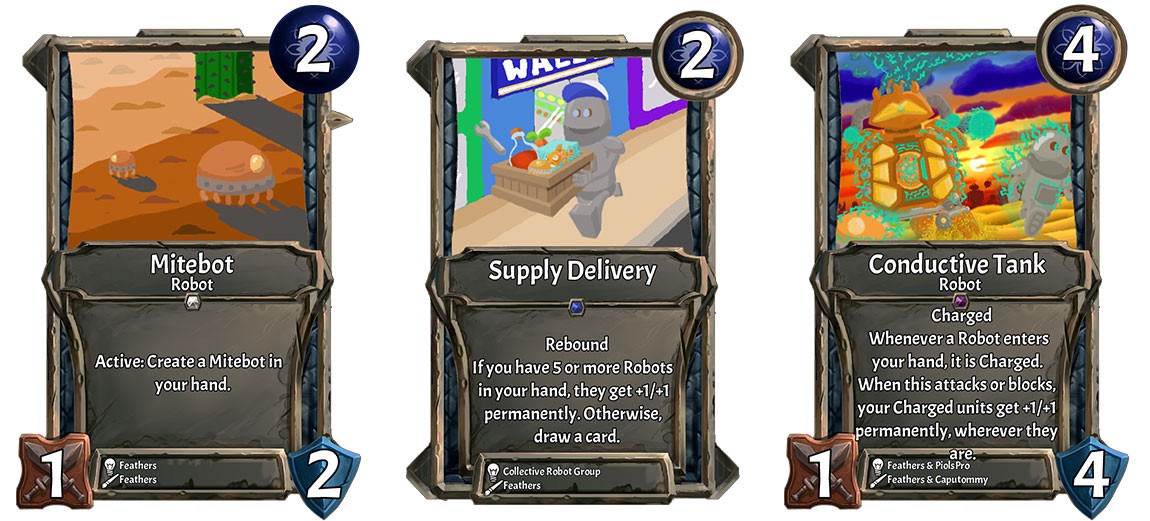 2
Mitebot
Robot
Active: Create a Mitebot in
your hand.
1
Feathers
Feathers
2
2
Supply Delivery
Rebound
If you have 5 or more Robots
in your hand, they get +1/+1
permanently. Otherwise,
draw a card.
Collective Robot Group
Feathers
4
Conductive Tank
Robot
Charged
Whenever a Robot enters
your hand, it is Charged.
When this attacks or blocks,
your Charged units get +1/+1
permanently, wherever they
are.
1
Feathers & PiolsPro
Feathers & Caputommy
4